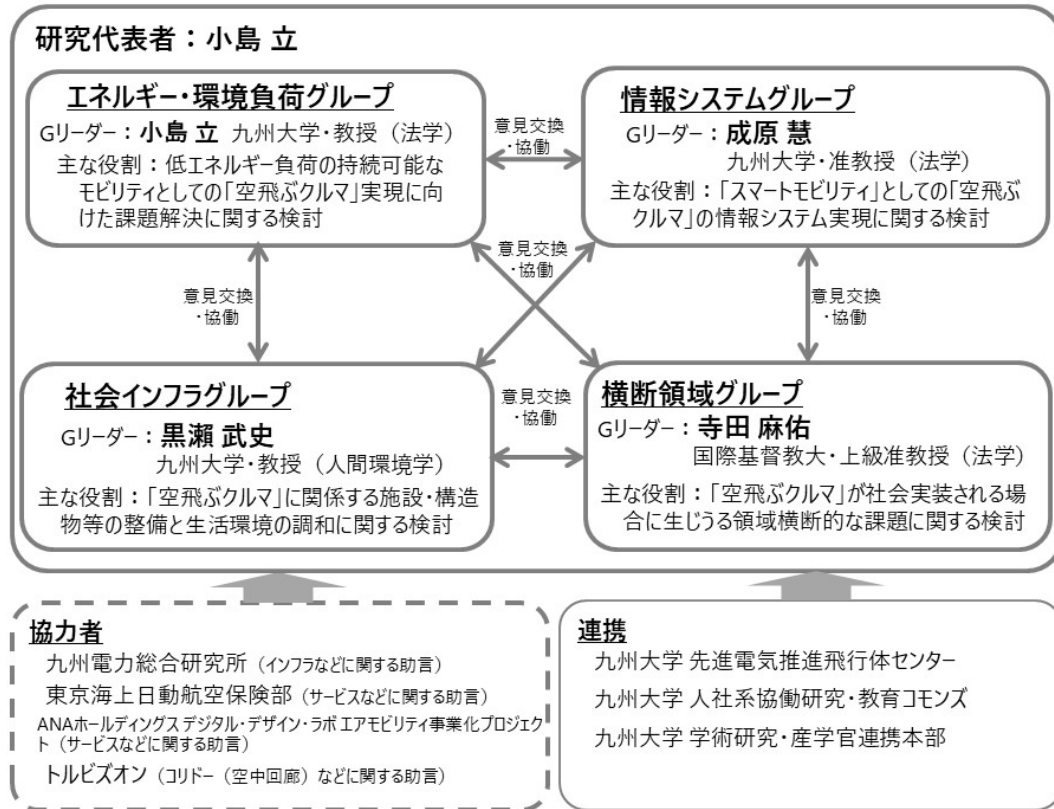 研究代表者：小島 立
エネルギー・環境負荷グループ
Gリーダー：小島 立 九州大学・教授（法学）
主な役割：低エネルギー負荷の持続可能な
モビリティとしての「空飛ぶクルマ」実現に向
けた課題解決に関する検討
意見交換
・協働
情報システムグループ
Gリーダー：成原 慧
九州大学・准教授（法学）
主な役割：「スマートモビリティ」としての「空飛ぶ
クルマ」の情報システム実現に関する検討
意見交換
・協働
意見交換
・協働
意見交換
・協働
社会インフラグループ
Gリーダー：黒瀨 武史
九州大学・教授（人間環境学）
主な役割：「空飛ぶクルマ」に関係する施設・構造
物等の整備と生活環境の調和に関する検討
意見交換
・協働
横断領域グループ
Gリーダー：寺田 麻佑
国際基督教大・上級准教授（法学）
主な役割：「空飛ぶクルマ」が社会実装される場
合に生じうる領域横断的な課題に関する検討
協力者
九州電力総合研究所（インフラなどに関する助言）
東京海上日動航空保険部（サービスなどに関する助言）
ANAホールディングス デジタル・デザイン・ラボ エアモビリティ事業化プロジェク
ト（サービスなどに関する助言）
トルビズオン（コリドー（空中回廊）などに関する助言）
連携
九州大学 先進電気推進飛行体センター
九州大学 人社系協働研究・教育コモンズ
九州大学 学術研究・産学官連携本部